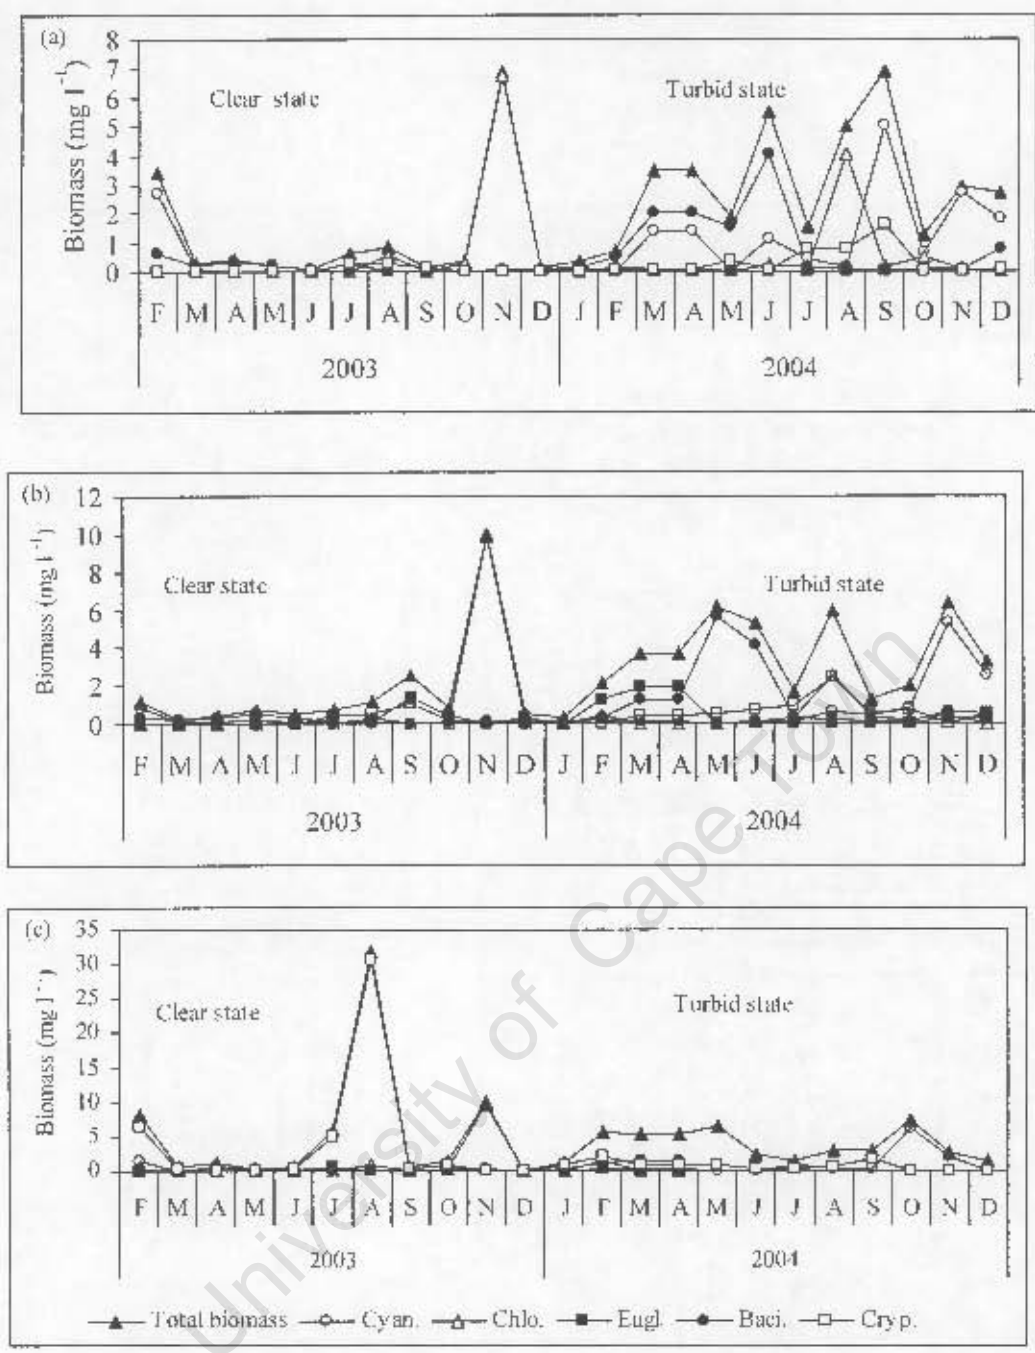 (a)
8
7
6
5
4
3
2
1
0
Biomass (mg l⁻¹)
Clear state
Turbid state
F M A M J J A S O N D J F M A M J J A S O N D
2003 2004
(b)
12
10
8
6
4
2
0
Biomass (mg l⁻¹)
Clear state
Turbid state
F M A M J J A S O N D J F M A M J J A S O N D
2003 2004
(c)
35
30
25
20
15
10
5
0
Biomass (mg l⁻¹)
Clear state
Turbid state
F M A M J J A S O N D J F M A M J J A S O N D
2003 2004
Total biomass Cyan. Chlo. Eugl. Baci. Cryp.
University of Cape Town